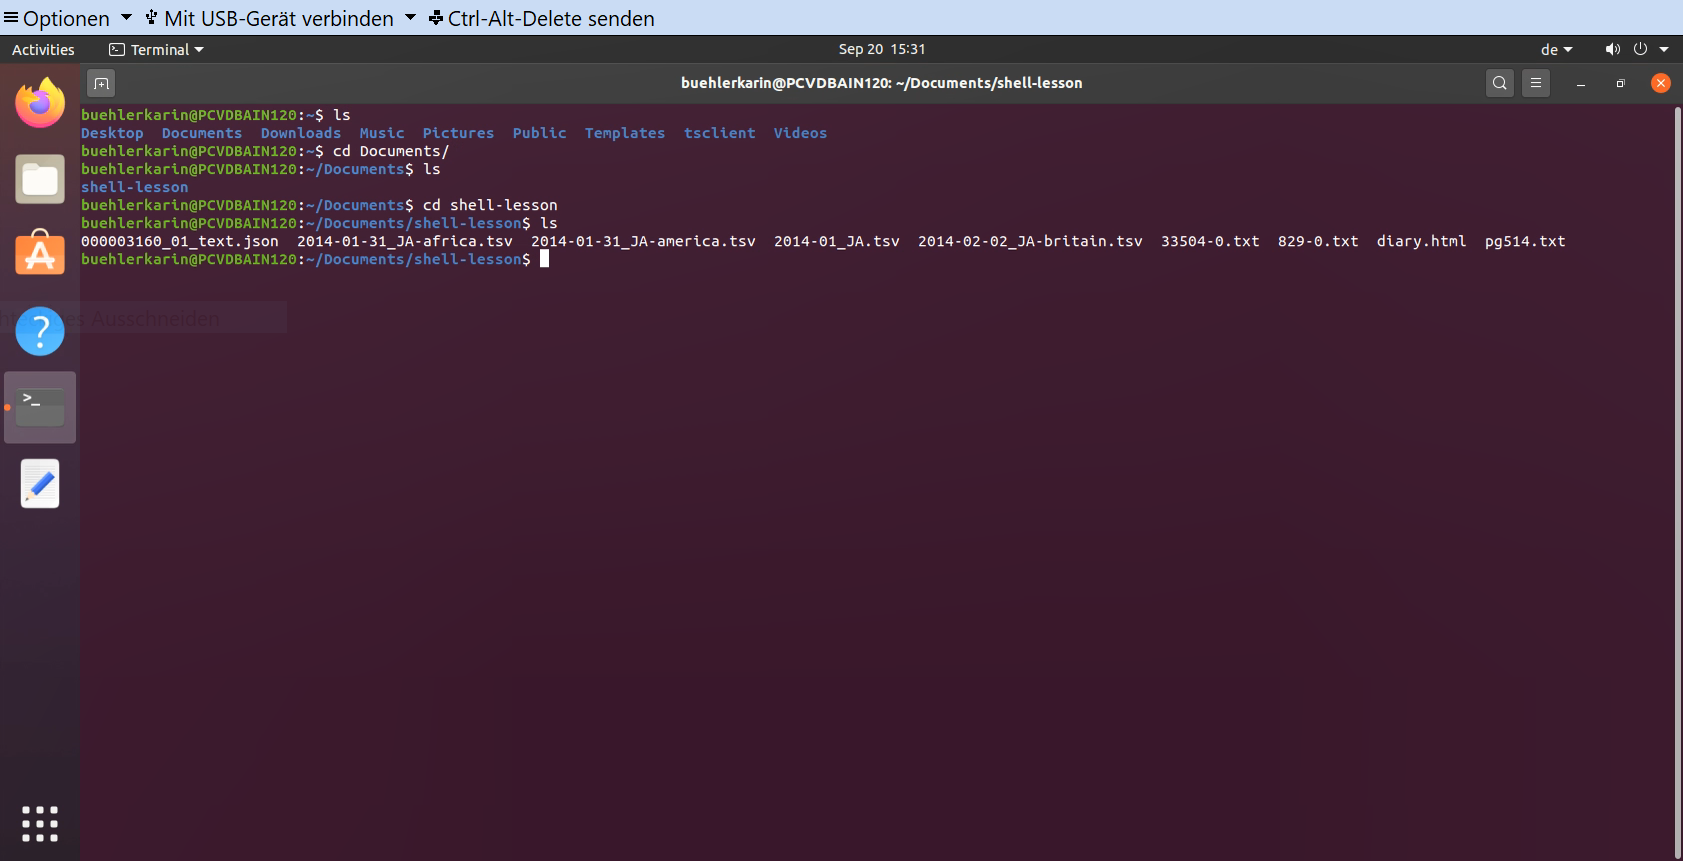 Optionen Mit USB-Gerät verbinden Ctrl-Alt-Delete senden
Activities Terminal Sep 20 15:31 de
buehlerkarin@PCVDBAIN120: ~/Documents/shell-lesson
buehlerkarin@PCVDBAIN120:~$ ls
Desktop Documents Downloads Music Pictures Public Templates tsclient Videos
buehlerkarin@PCVDBAIN120:~$ cd Documents/
buehlerkarin@PCVDBAIN120:~/Documents$ ls
shell-lesson
buehlerkarin@PCVDBAIN120:~/Documents$ cd shell-lesson
buehlerkarin@PCVDBAIN120:~/Documents/shell-lesson$ ls
000003160_01_text.json 2014-01-31_JA-africa.tsv 2014-01-31_JA-america.tsv 2014-01_JA.tsv 2014-02-02_JA-britain.tsv 33504-0.txt 829-0.txt diary.html pg514.txt
buehlerkarin@PCVDBAIN120:~/Documents/shell-lesson$
Ausschneiden